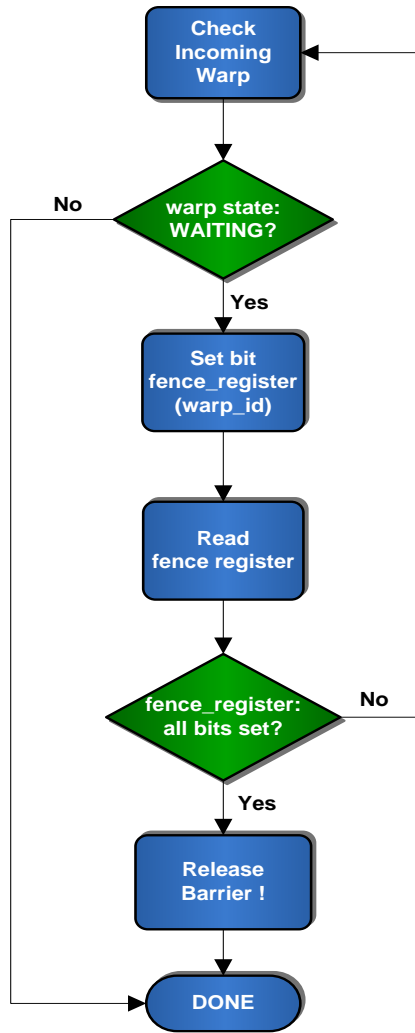 Check
Incoming
Warp
warp state:
WAITING?
No
Yes
Set bit
fence_register
(warp_id)
Read
fence register
fence_register:
all bits set?
No
Yes
Release
Barrier !
DONE